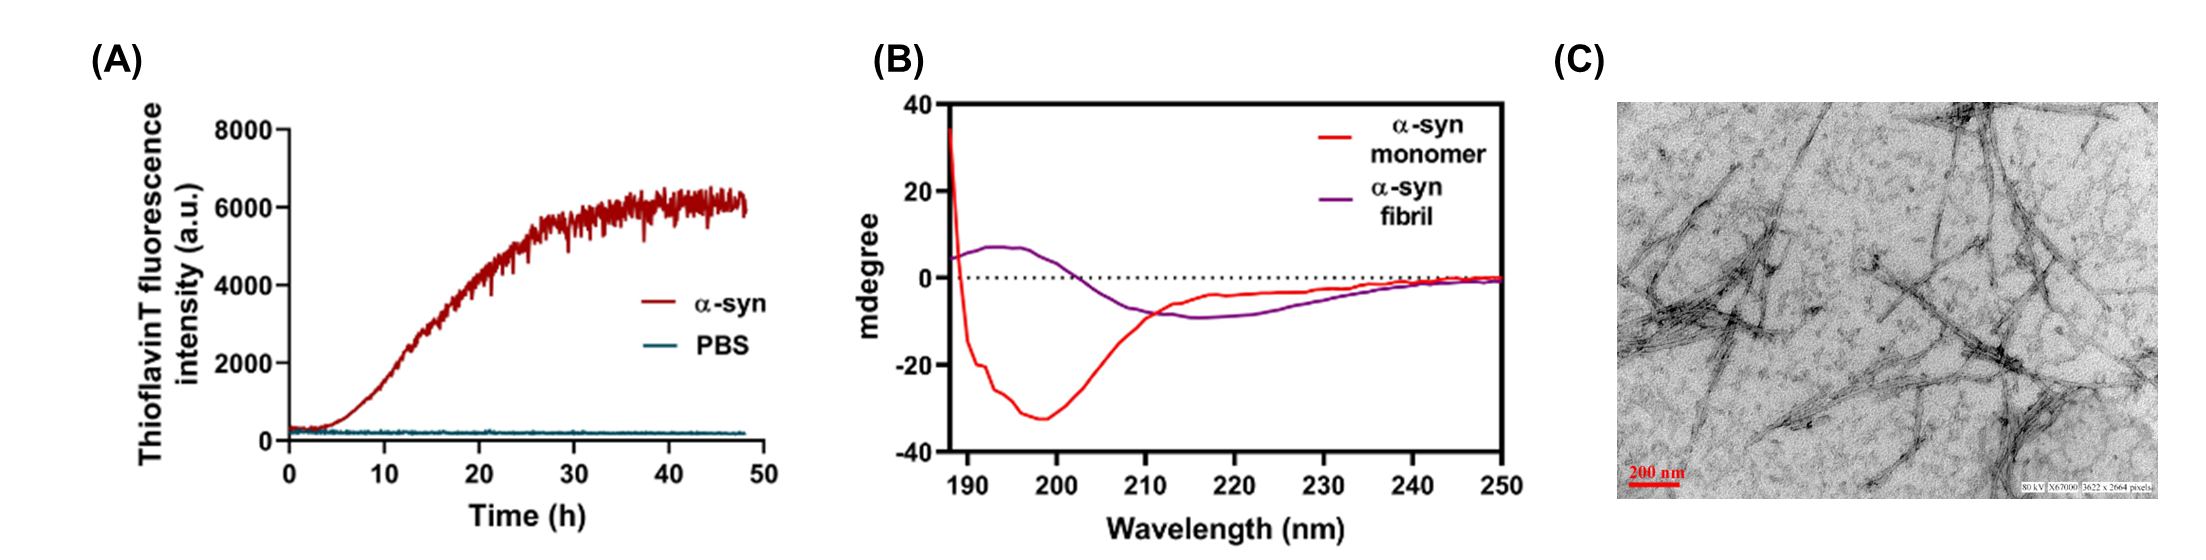 (A)
ThioflavinT fluorescence
intensity (a.u.)
8000
6000
4000
2000
0
0 10 20 30 40 50
Time (h)
α-syn
PBS
(B)
mdegree
40
20
0
-20
-40
190 200 210 220 230 240 250
Wavelength (nm)
α-syn
monomer
α-syn
fibril
(C)
200 nm
80 kV X67000 3622 x 2664 pixels